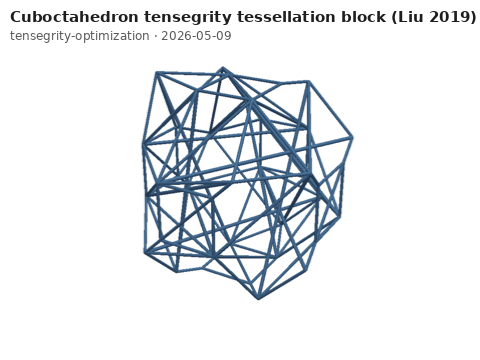 Cuboctahedron tensegrity tessellation block (Liu 2019)
tensegrity-optimization · 2026-05-09